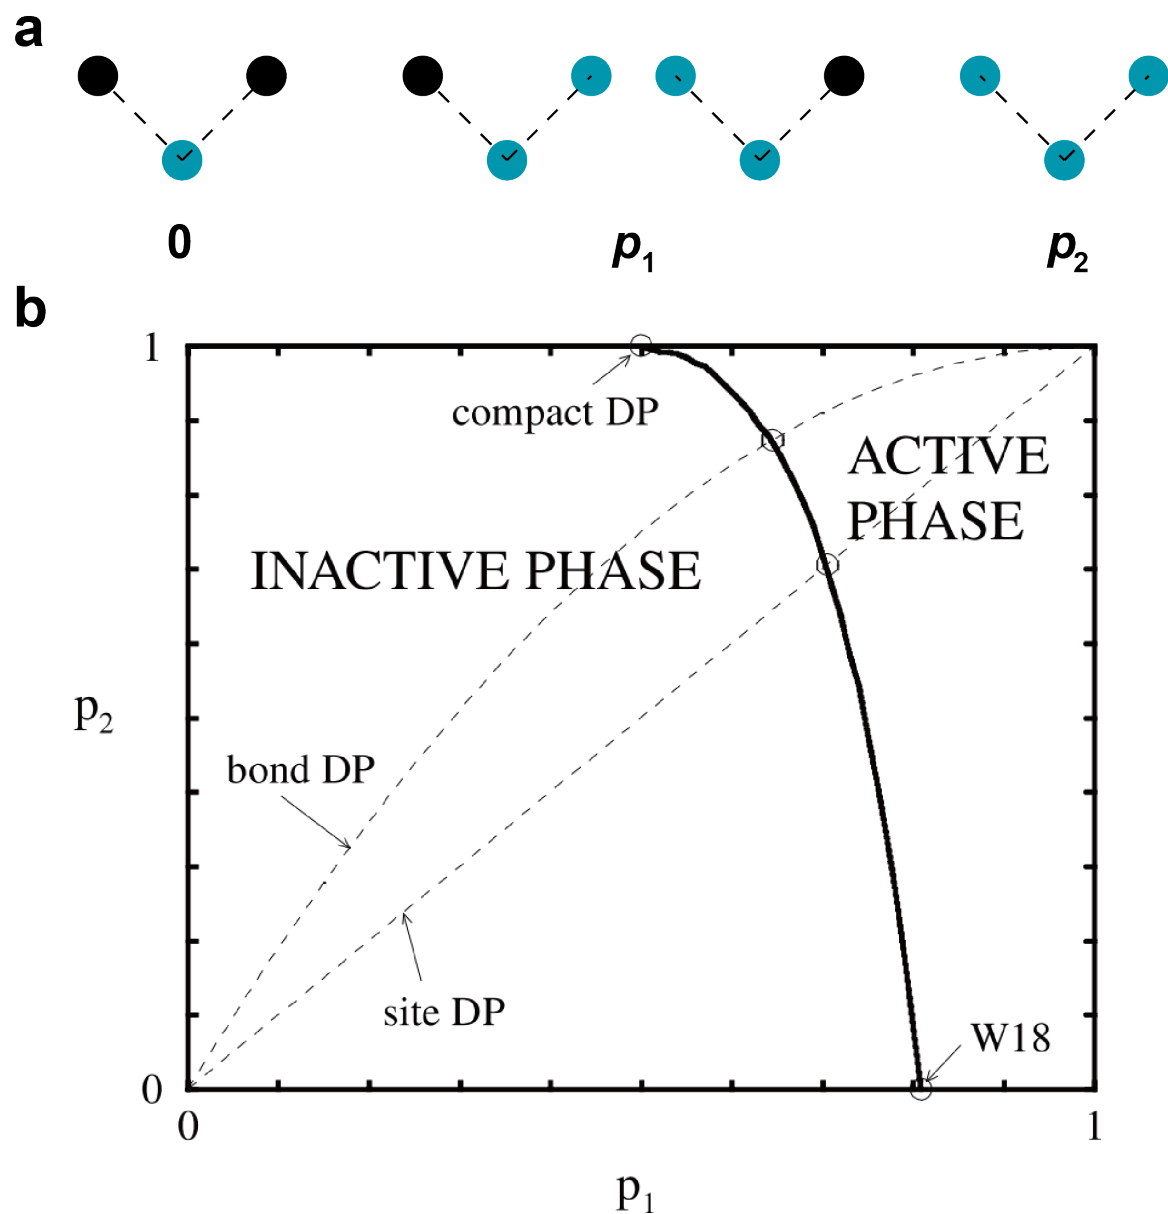 a
0 p₁ p₂
b
1
compact DP
ACTIVE
PHASE
INACTIVE PHASE
p₂
bond DP
site DP
W18
0
0 1
p₁